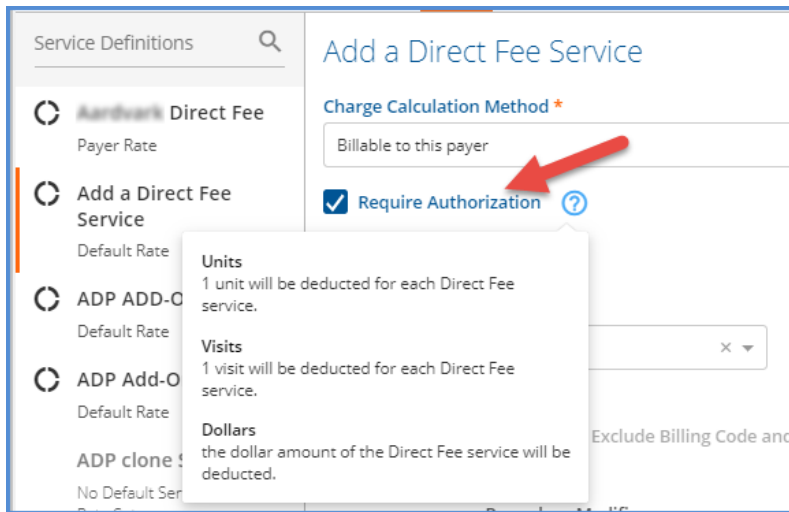 Service Definitions
Add a Direct Fee Service
Charge Calculation Method *
Billable to this payer
Require Authorization ?
Direct Fee
Payer Rate
Add a Direct Fee
Service
Default Rate
ADP ADD-O
Default Rate
ADP Add-O
Default Rate
ADP clone
No Default Ser
Units
1 unit will be deducted for each Direct Fee
service.
Visits
1 visit will be deducted for each Direct Fee
service.
Dollars
the dollar amount of the Direct Fee service will be
deducted.
Exclude Billing Code and